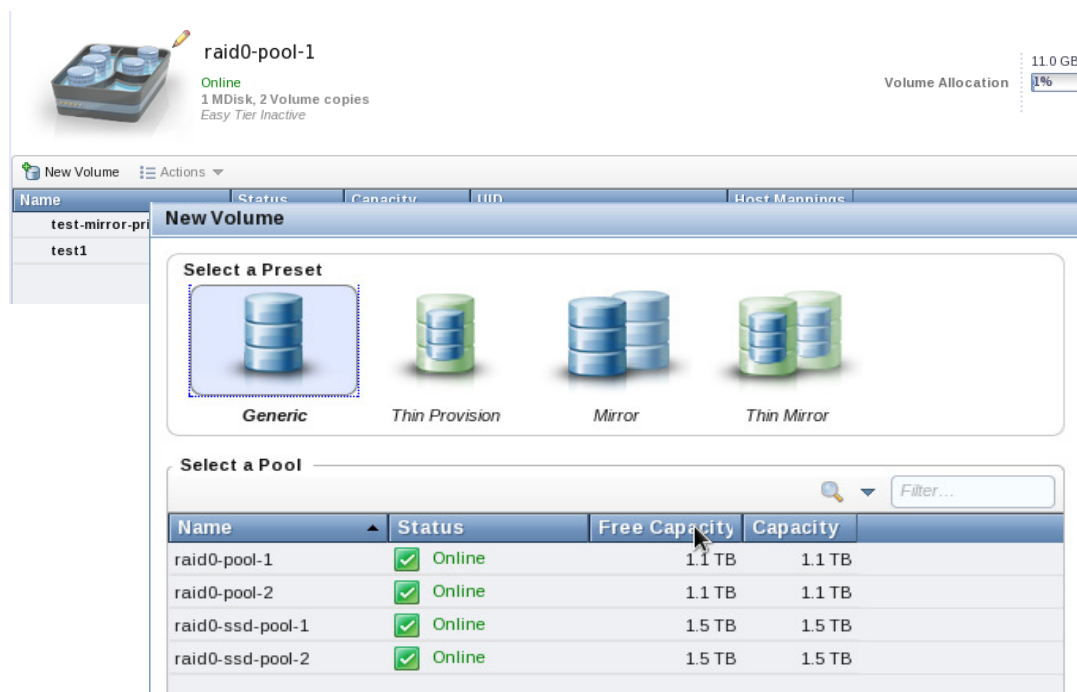 raid0-pool-1
Online
1 MDisk, 2 Volume copies
Easy Tier Inactive
Volume Allocation
11.0 GB
1%
New Volume Actions
Name Status Capacity UID Host Mappings
test-mirror-pri
test1
New Volume
Select a Preset
Generic Thin Provision Mirror Thin Mirror
Select a Pool
Filter...
Name Status Free Capacity Capacity
raid0-pool-1 Online 1.1 TB 1.1 TB
raid0-pool-2 Online 1.1 TB 1.1 TB
raid0-ssd-pool-1 Online 1.5 TB 1.5 TB
raid0-ssd-pool-2 Online 1.5 TB 1.5 TB